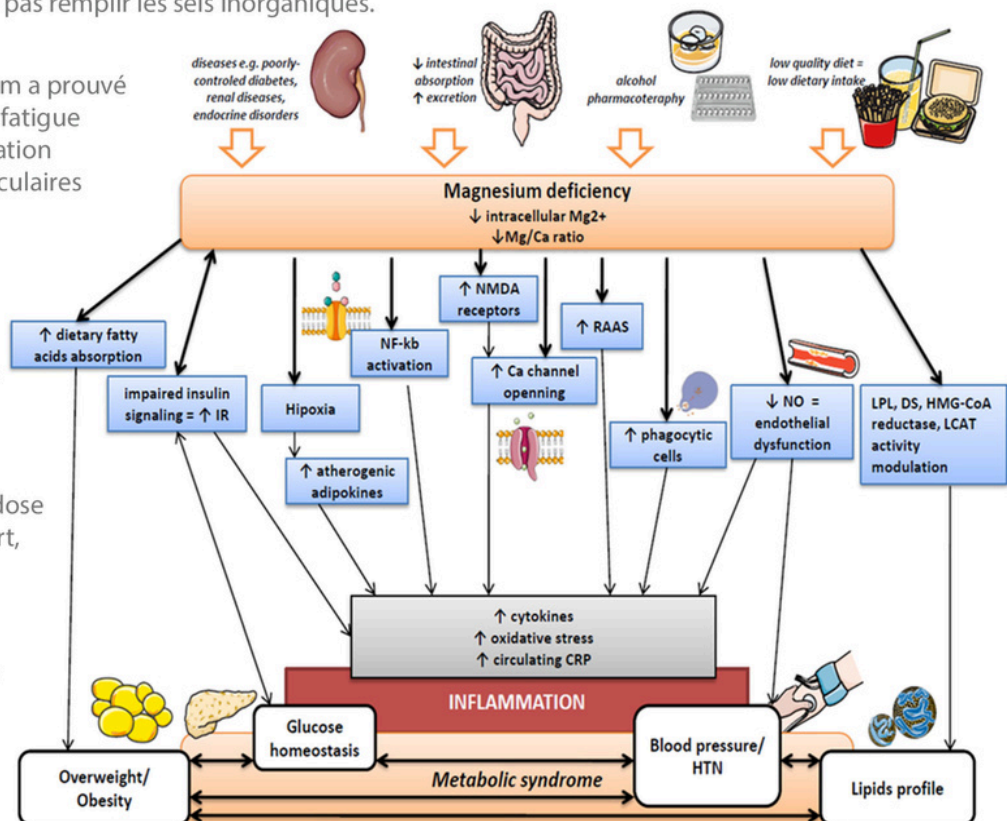 pas remplir les sels inorganiques.
m a prouvé
fatigue
ation
culaires
dose
rt,
diseases e.g. poorly-
controled diabetes,
renal diseases,
endocrine disorders
↓ intestinal
absorption
↑ excretion
alcohol
pharmacoteraphy
low quality diet =
low dietary intake
Magnesium deficiency
↓ intracellular Mg2+
↓Mg/Ca ratio
↑ dietary fatty
acids absorption
impaired insulin
signaling = ↑ IR
Hipoxia
↑ atherogenic
adipokines
NF-kb
activation
↑ NMDA
receptors
↑ Ca channel
openning
↑ RAAS
↑ phagocytic
cells
↓ NO =
endothelial
dysfunction
LPL, DS, HMG-CoA
reductase, LCAT
activity
modulation
↑ cytokines
↑ oxidative stress
↑ circulating CRP
INFLAMMATION
Overweight/
Obesity
Glucose
homeostasis
Metabolic syndrome
Blood pressure/
HTN
Lipids profile